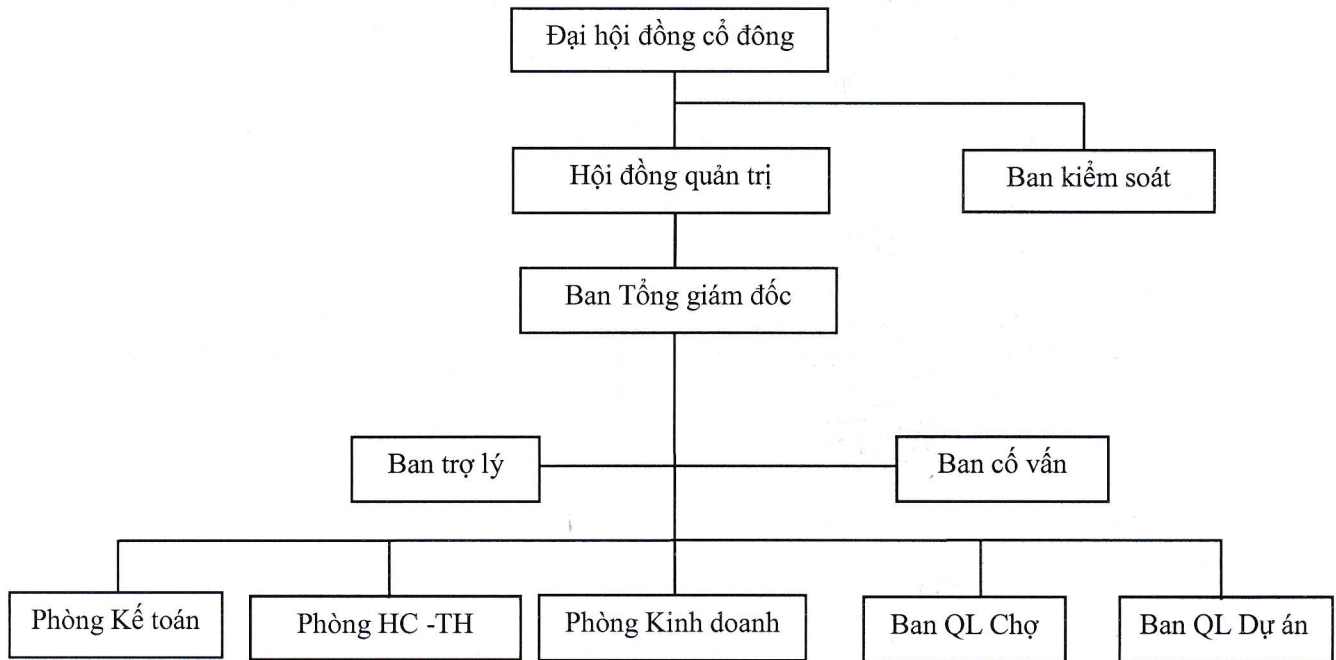 Đại hội đồng cổ đông
Hội đồng quản trị
Ban kiểm soát
Ban Tổng giám đốc
Ban trợ lý
Ban cố vấn
Phòng Kế toán
Phòng HC -TH
Phòng Kinh doanh
Ban QL Chợ
Ban QL Dự án